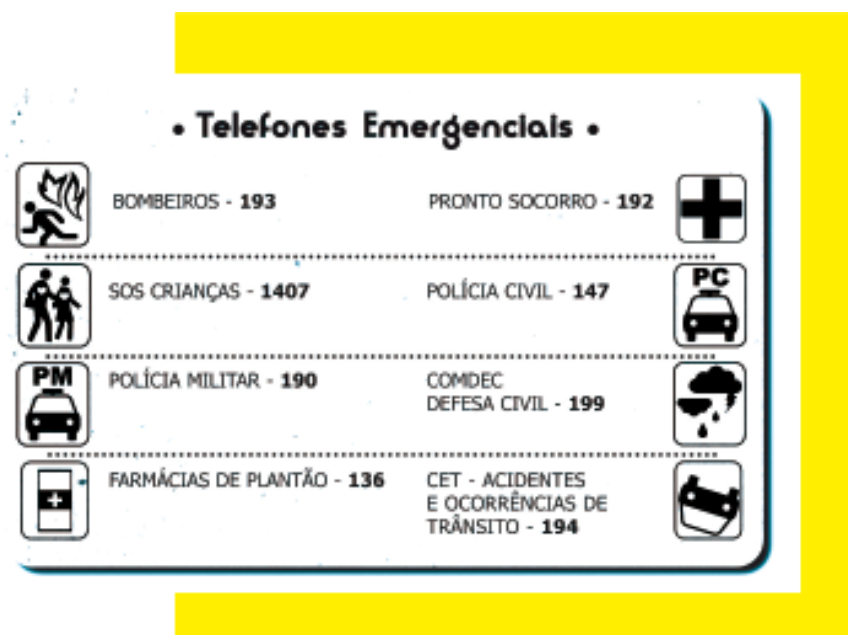 • Telefones Emergenciais •
BOMBEIROS - 193
PRONTO SOCORRO - 192
SOS CRIANÇAS - 1407
PC
POLÍCIA CIVIL - 147
PM
POLÍCIA MILITAR - 190
COMDEC
DEFESA CIVIL - 199
FARMÁCIAS DE PLANTÃO - 136
CET - ACIDENTES
E OCORRÊNCIAS DE
TRÂNSITO - 194